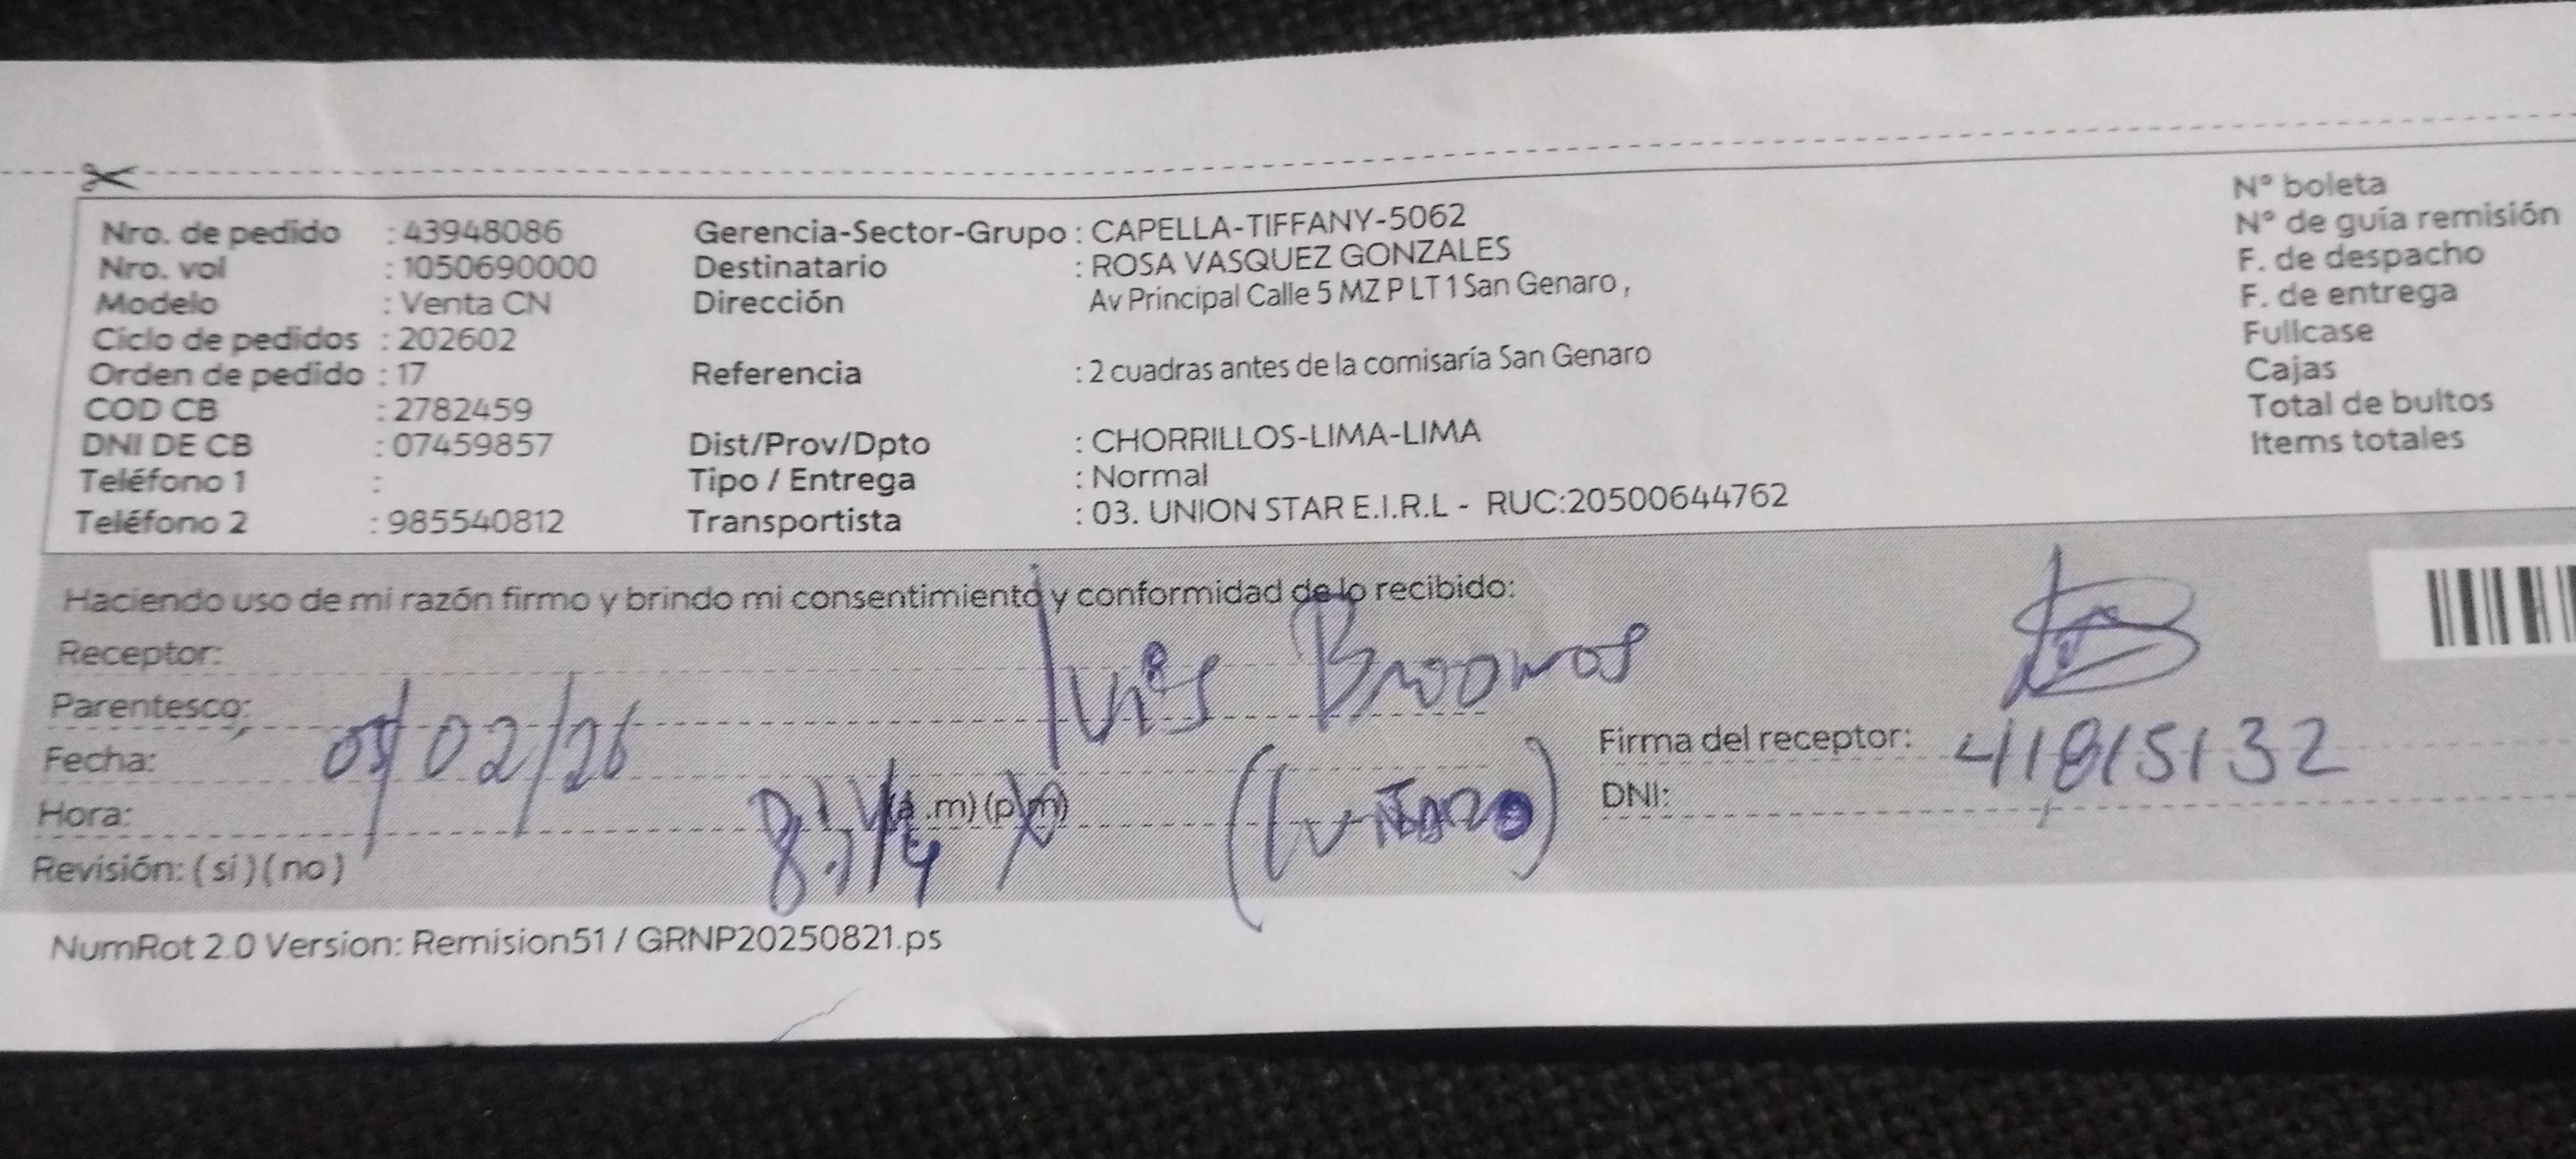 Nro. de pedido : 43948086 Gerencia-Sector-Grupo : CAPELLA-TIFFANY-5062 N° boleta
Nro. vol : 1050690000 Destinatario : ROSA VASQUEZ GONZALES N° de guía remisión
Modelo : Venta CN Dirección Av Principal Calle 5 MZ P LT 1 San Genaro , F. de despacho
Ciclo de pedidos : 202602 F. de entrega
Orden de pedido : 17 Referencia : 2 cuadras antes de la comisaría San Genaro Fullcase
COD CB : 2782459 Cajas
DNI DE CB : 07459857 Dist/Prov/Dpto : CHORRILLOS-LIMA-LIMA Total de bultos
Teléfono 1 : Tipo / Entrega : Normal Items totales
Teléfono 2 : 985540812 Transportista : 03. UNION STAR E.I.R.L - RUC:20500644762
Haciendo uso de mi razón firmo y brindo mi consentimiento y conformidad de lo recibido:
Receptor: Luis
Parentesco:
Fecha: 05/02/26 Firma del receptor: 41815132
Hora: (a .m) (p.m) DNI:
Revisión: ( si ) ( no )
NumRot 2.0 Version: Remision51 / GRNP20250821.ps